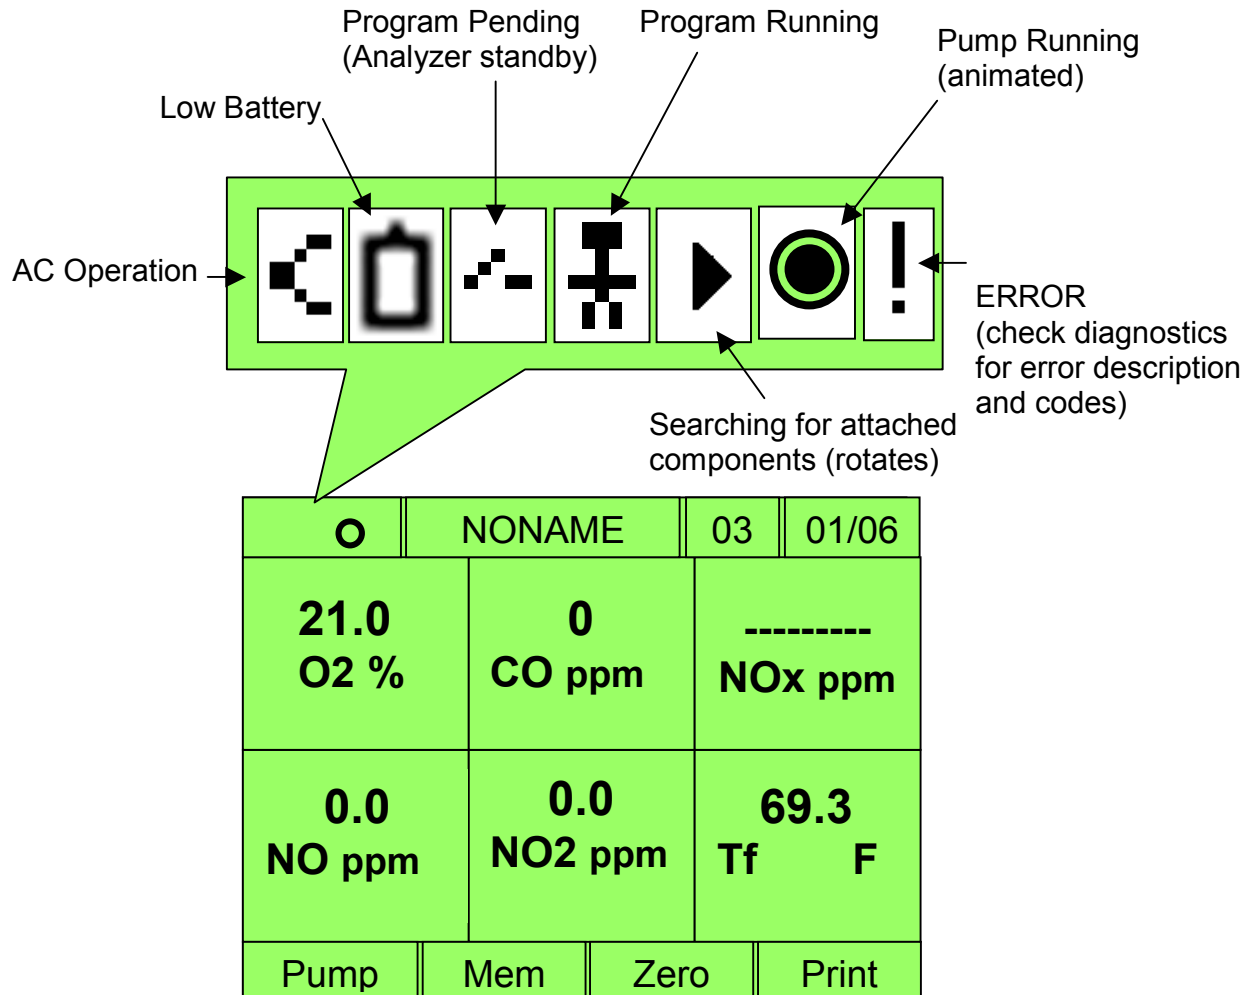 Program Pending
(Analyzer standby)
Program Running
Pump Running
(animated)
Low Battery
AC Operation
!
ERROR
(check diagnostics
for error description
and codes)
Searching for attached
components (rotates)
NONAME 03 01/06
21.0 0 ---------
O2 % CO ppm NOx ppm
0.0 0.0 69.3
NO ppm NO2 ppm Tf F
Pump Mem Zero Print